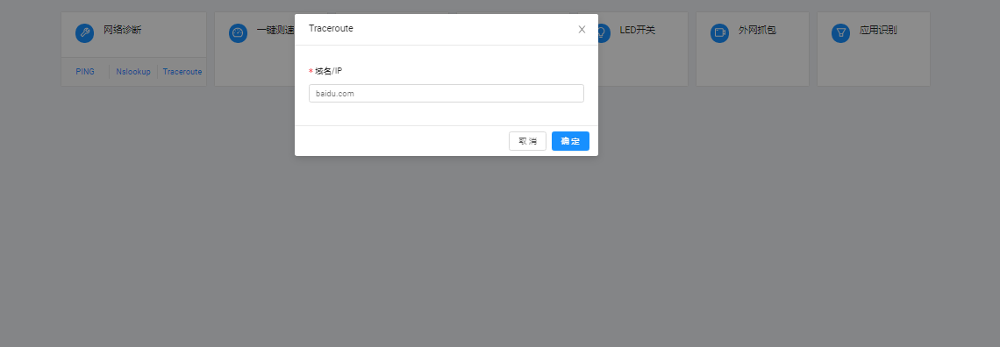 网络诊断
PING
Nslookup
Traceroute
一键测速
Traceroute
* 域名/IP
baidu.com
取 消
确 定
LED开关
外网抓包
应用识别